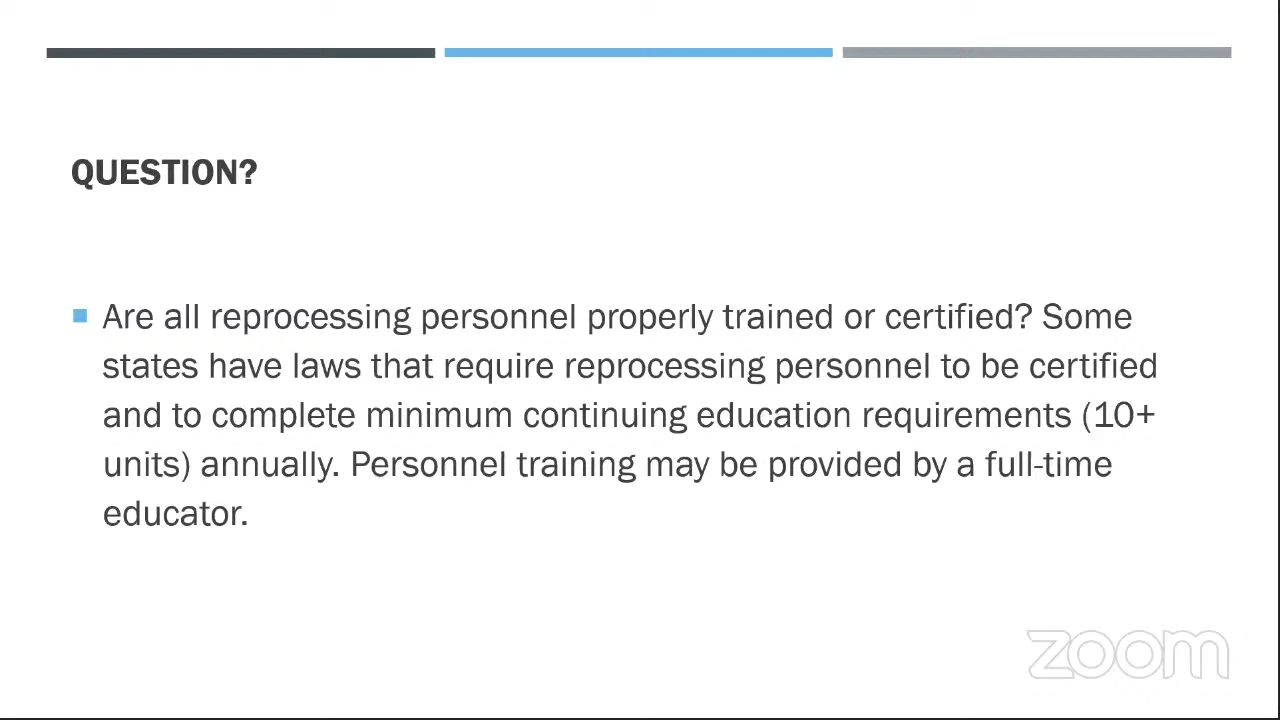 QUESTION?
Are all reprocessing personnel properly trained or certified? Some
states have laws that require reprocessing personnel to be certified
and to complete minimum continuing education requirements (10+
units) annually. Personnel training may be provided by a full-time
educator.
zoom